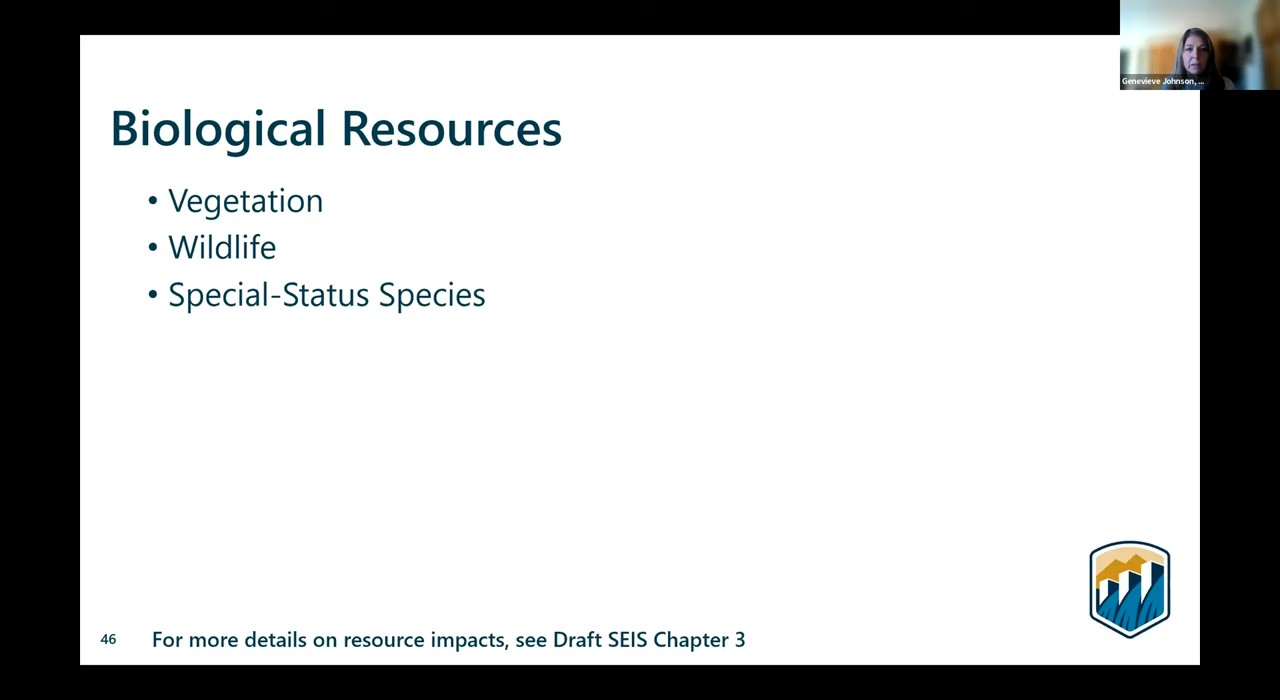 Genevieve Johnson, ...
Biological Resources
• Vegetation
• Wildlife
• Special-Status Species
46 For more details on resource impacts, see Draft SEIS Chapter 3